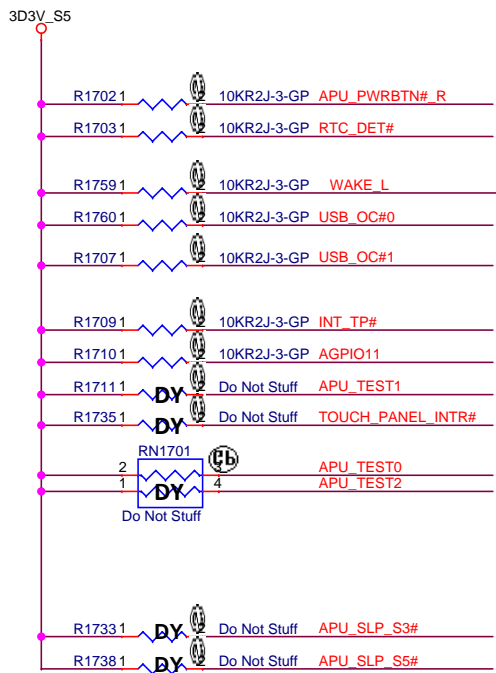 3D3V_S5
R1702 1 2 10KR2J-3-GP APU_PWRBTN#_R
R1703 1 2 10KR2J-3-GP RTC_DET#
R1759 1 2 10KR2J-3-GP WAKE_L
R1760 1 2 10KR2J-3-GP USB_OC#0
R1707 1 2 10KR2J-3-GP USB_OC#1
R1709 1 2 10KR2J-3-GP INT_TP#
R1710 1 2 10KR2J-3-GP AGPIO11
R1711 1 DY 2 Do Not Stuff APU_TEST1
R1735 1 DY 2 Do Not Stuff TOUCH_PANEL_INTR#
RN1701
2 3 APU_TEST0
1 DY 4 APU_TEST2
Do Not Stuff
R1733 1 DY 2 Do Not Stuff APU_SLP_S3#
R1738 1 DY 2 Do Not Stuff APU_SLP_S5#